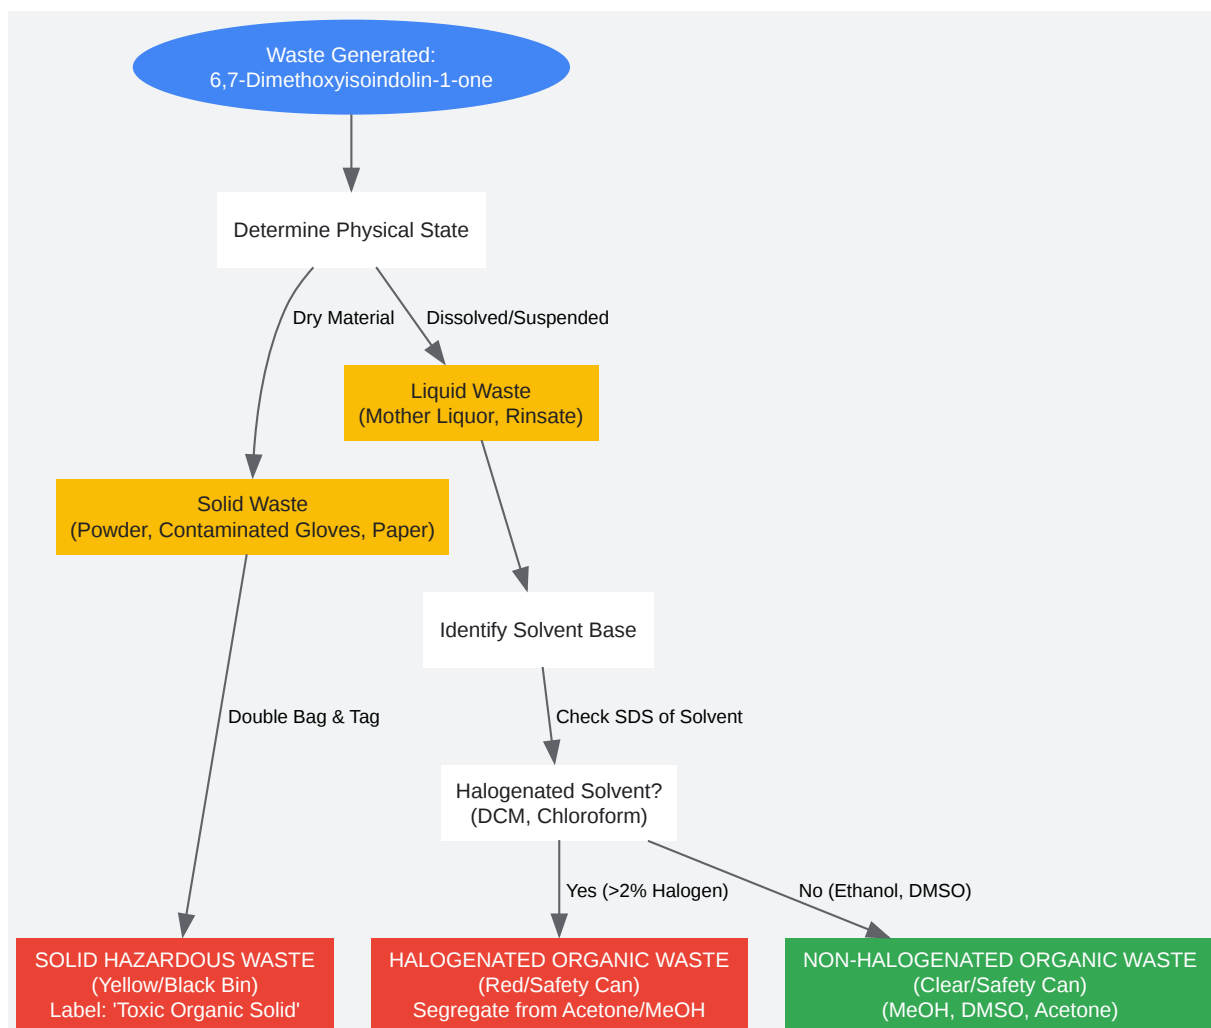 Waste Generated:
6,7-Dimethoxyisoindolin-1-one
Determine Physical State
Dry Material
Dissolved/Suspended
Liquid Waste
(Mother Liquor, Rinsate)
Solid Waste
(Powder, Contaminated Gloves, Paper)
Identify Solvent Base
Double Bag & Tag
Check SDS of Solvent
Halogenated Solvent?
(DCM, Chloroform)
Yes (>2% Halogen)
No (Ethanol, DMSO)
SOLID HAZARDOUS WASTE
(Yellow/Black Bin)
Label: 'Toxic Organic Solid'
HALOGENATED ORGANIC WASTE
(Red/Safety Can)
Segregate from Acetone/MeOH
NON-HALOGENATED ORGANIC WASTE
(Clear/Safety Can)
(MeOH, DMSO, Acetone)